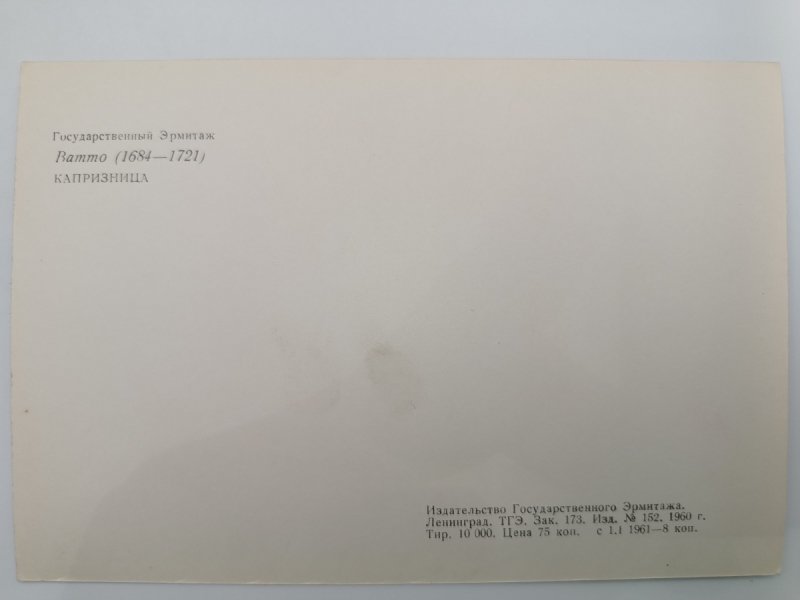 Государственный Эрмитаж
Ватто (1684—1721)
КАПРИЗНИЦА
Издательство Государственного Эрмитажа.
Ленинград. ТГЭ. Зак. 173. Изд. № 152. 1960 г.
Тир. 10 000. Цена 75 коп. с 1.I 1961—8 коп.